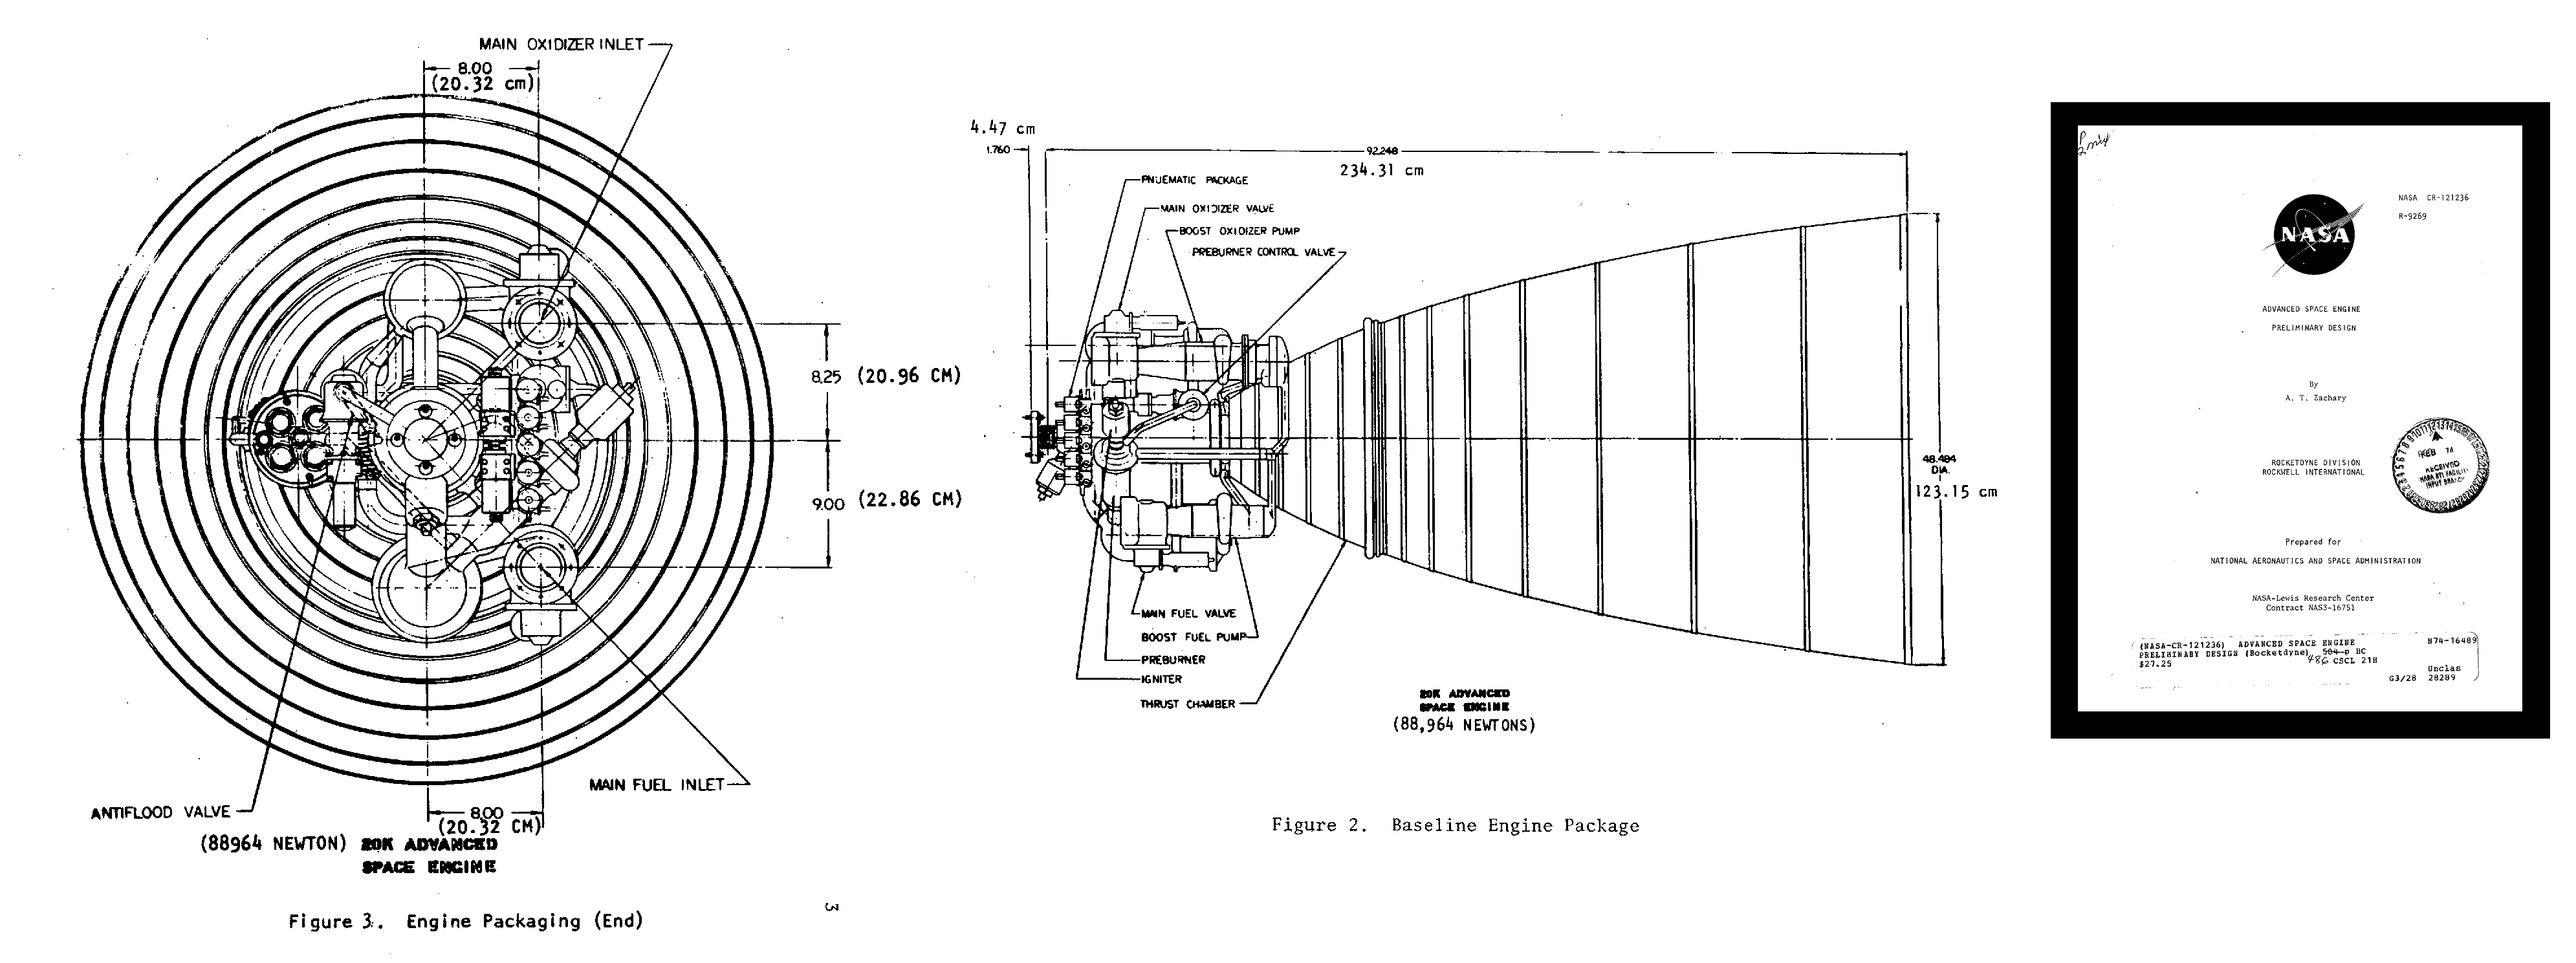 MAIN OXIDIZER INLET
8.00
(20.32 cm)
8.25 (20.96 CM)
9.00 (22.86 CM)
MAIN FUEL INLET
ANTIFLOOD VALVE
8.00
(20.32 CM)
(88964 NEWTON) 20K ADVANCED
SPACE ENGINE
3
Figure 3. Engine Packaging (End)
4.47 cm
1.760
92.248
234.31 cm
PNUEMATIC PACKAGE
MAIN OXIDIZER VALVE
BOOST OXIDIZER PUMP
PREBURNER CONTROL VALVE
48.484
DIA.
123.15 cm
MAIN FUEL VALVE
BOOST FUEL PUMP
PREBURNER
IGNITER
THRUST CHAMBER
20K ADVANCED
SPACE ENGINE
(88,964 NEWTONS)
Figure 2. Baseline Engine Package
NASA CR-121236
R-9269
NASA
ADVANCED SPACE ENGINE
PRELIMINARY DESIGN
By
A. T. Zachary
FEB 74
RECEIVED
NASA STI FACILITY
INPUT BRANCH
ROCKETDYNE DIVISION
ROCKWELL INTERNATIONAL
Prepared for
NATIONAL AERONAUTICS AND SPACE ADMINISTRATION
NASA-Lewis Research Center
Contract NAS3-16751
(NASA-CR-121236) ADVANCED SPACE ENGINE N74-16489
PRELIMINARY DESIGN (Rocketdyne) 504 p HC
$27.25 486 CSCL 21H
Unclas
G3/28 28289